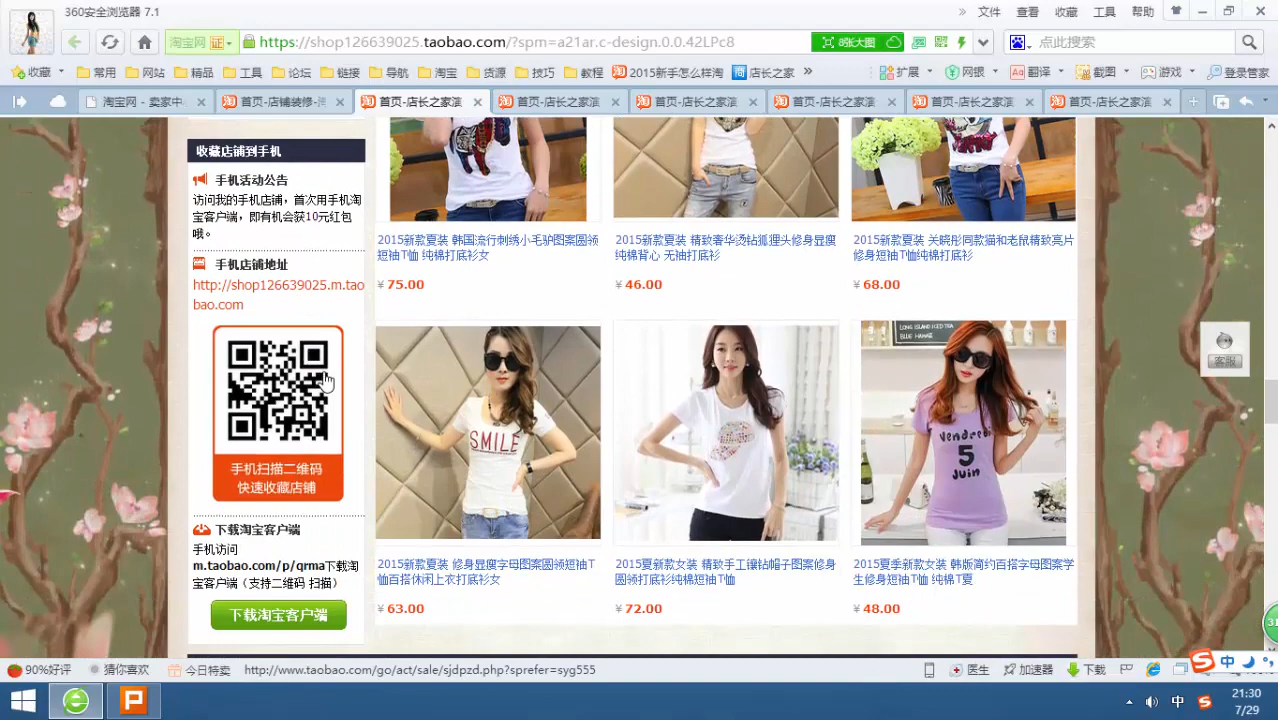 360安全浏览器 7.1
» 文件 查看 收藏 工具 帮助
淘宝网 证 https://shop126639025.taobao.com/?spm=a21ar.c-design.0.0.42LPc8 8张大图 点此搜索
收藏 常用 网站 精品 工具 论坛 链接 导航 淘宝 货源 技巧 教程 2015新手怎么样淘 店长之家 » 扩展 网银 翻译 截图 游戏 登录管家
淘宝网 - 卖家中 首页-店铺装修-淘 首页-店长之家演 首页-店长之家演 首页-店长之家演 首页-店长之家演 首页-店长之家演 首页-店长之家演
收藏店铺到手机
手机活动公告
访问我的手机店铺，首次用手机淘
宝客户端，即有机会获10元红包
哦。
手机店铺地址
http://shop126639025.m.tao
bao.com
手机扫描二维码
快速收藏店铺
下载淘宝客户端
手机访问
m.taobao.com/p/qrma下载淘
宝客户端（支持二维码 扫描）
下载淘宝客户端
2015新款夏装 韩国流行刺绣小毛驴图案圆领
短袖T恤 纯棉打底衫女
¥ 75.00
2015新款夏装 精致奢华烫钻狐狸头修身显瘦
纯棉背心 无袖打底衫
¥ 46.00
2015新款夏装 关晓彤同款猫和老鼠精致亮片
修身短袖T恤纯棉打底衫
¥ 68.00
SMILE
LONG ISLAND ICED TEA
BLUE HAWAII
Vendredi
5
Juin
2015新款夏装 修身显瘦字母图案圆领短袖T
恤百搭休闲上衣打底衫女
¥ 63.00
2015夏新款女装 精致手工镶钻帽子图案修身
圆领打底衫纯棉短袖T恤
¥ 72.00
2015夏季新款女装 韩版简约百搭字母图案学
生修身短袖T恤 纯棉T夏
¥ 48.00
客服
31
90%好评 猜你喜欢 今日特卖 http://www.taobao.com/go/act/sale/sjdpzd.php?sprefer=syg555 医生 加速器 下载 中
中 21:30
7/29